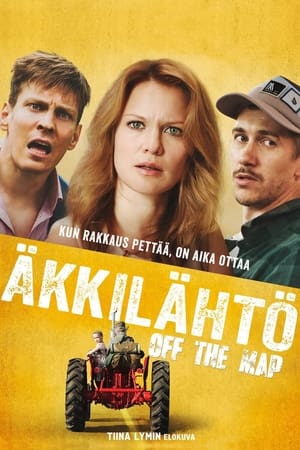 KUN RAKKAUS PETTÄÄ, ON AIKA OTTAA
ÄKKILÄHTÖ
OFF THE MAP
TIINA LYMIN ELOKUVA